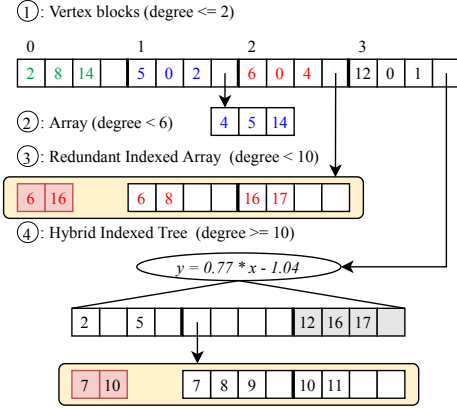 1: Vertex blocks (degree <= 2)
0 1 2 3
2 8 14 5 0 2 6 0 4 12 0 1
2: Array (degree < 6)
4 5 14
3: Redundant Indexed Array (degree < 10)
6 16 6 8 16 17
4: Hybrid Indexed Tree (degree >= 10)
y = 0.77 * x - 1.04
2 5 12 16 17
7 10 7 8 9 10 11